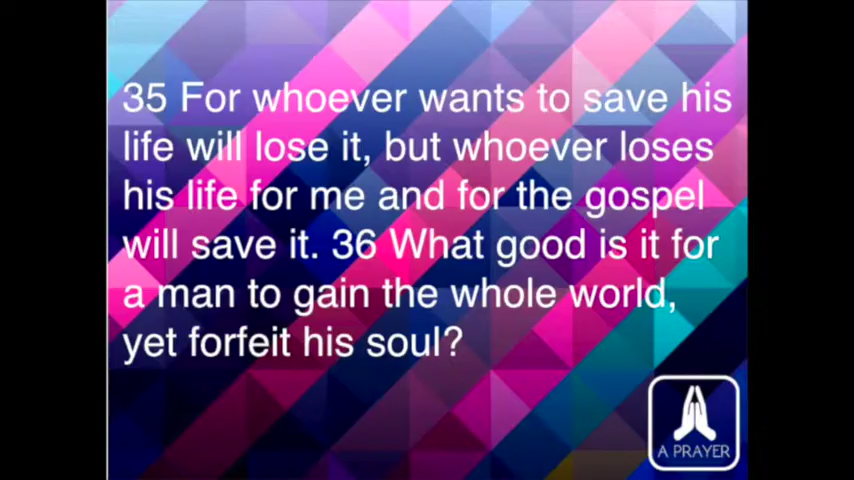 35 For whoever wants to save his
life will lose it, but whoever loses
his life for me and for the gospel
will save it. 36 What good is it for
a man to gain the whole world,
yet forfeit his soul?
A PRAYER